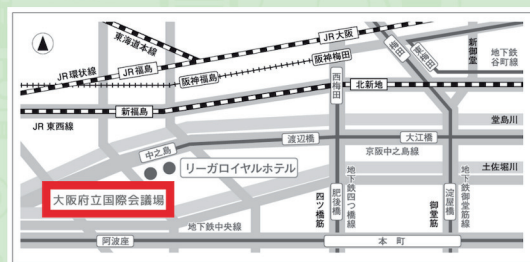 東海道本線
JR大阪
新御堂
地下鉄
谷町線
JR環状線
JR福島
阪神福島
阪神梅田
梅田
東梅田
西梅田
北新地
新福島
JR東西線
堂島川
中之島
渡辺橋
大江橋
京阪中之島線
リーガロイヤルホテル
土佐堀川
大阪府立国際会議場
四ツ橋筋
肥後橋
地下鉄四つ橋線
御堂筋
淀屋橋
地下鉄御堂筋線
地下鉄中央線
阿波座
本町